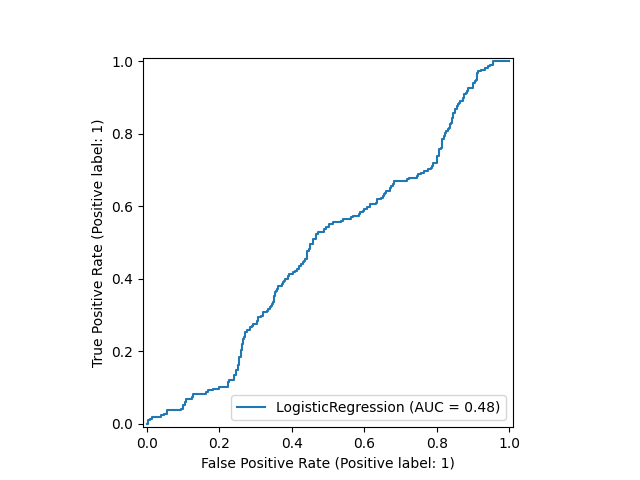 1.0
0.8
0.6
0.4
0.2
0.0
True Positive Rate (Positive label: 1)
LogisticRegression (AUC = 0.48)
0.0 0.2 0.4 0.6 0.8 1.0
False Positive Rate (Positive label: 1)